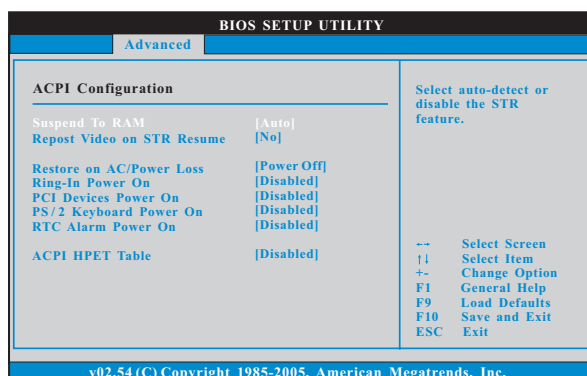 BIOS SETUP UTILITY
Advanced
ACPI Configuration
Suspend To RAM [Auto]
Repost Video on STR Resume [No]
Restore on AC/Power Loss [Power Off]
Ring-In Power On [Disabled]
PCI Devices Power On [Disabled]
PS/2 Keyboard Power On [Disabled]
RTC Alarm Power On [Disabled]
ACPI HPET Table [Disabled]
Select auto-detect or
disable the STR
feature.
←→ Select Screen
↑↓ Select Item
+- Change Option
F1 General Help
F9 Load Defaults
F10 Save and Exit
ESC Exit
v02.54 (C) Copyright 1985-2005, American Megatrends, Inc.